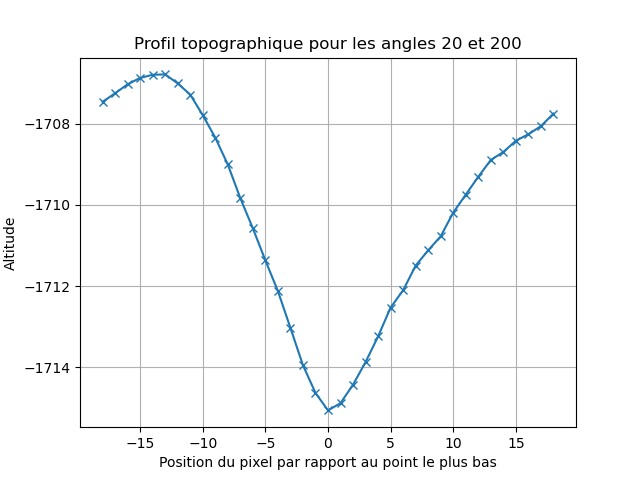 Profil topographique pour les angles 20 et 200
−1708
−1710
−1712
−1714
Altitude
−15 −10 −5 0 5 10 15
Position du pixel par rapport au point le plus bas